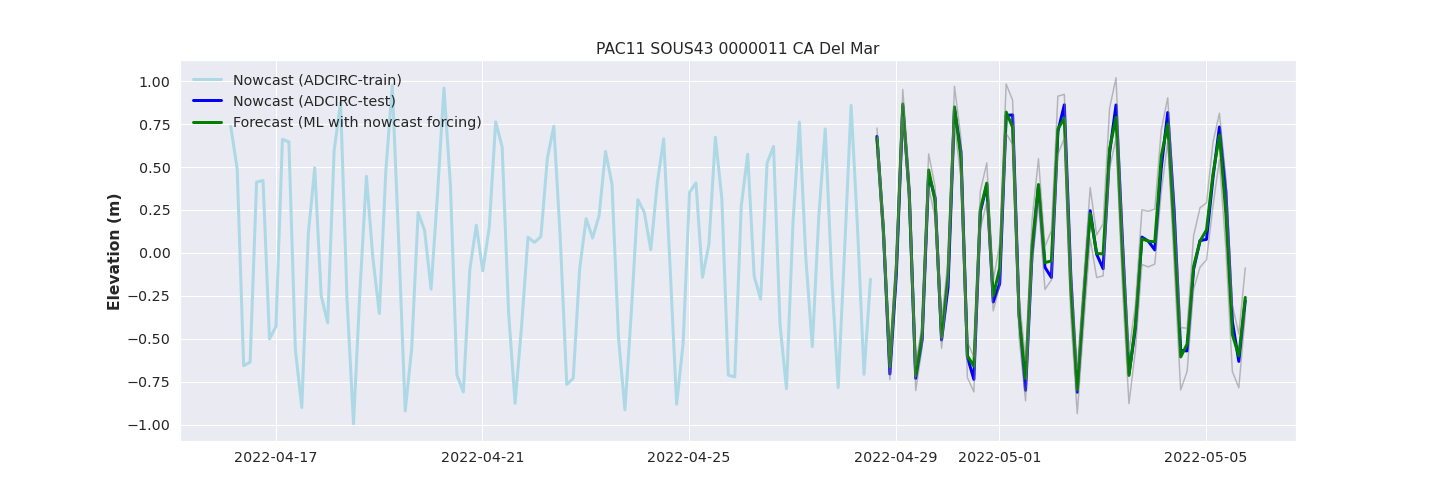 PAC11 SOUS43 0000011 CA Del Mar
Nowcast (ADCIRC-train)
Nowcast (ADCIRC-test)
Forecast (ML with nowcast forcing)
Elevation (m)
1.00
0.75
0.50
0.25
0.00
−0.25
−0.50
−0.75
−1.00
2022-04-17 2022-04-21 2022-04-25 2022-04-29 2022-05-01 2022-05-05